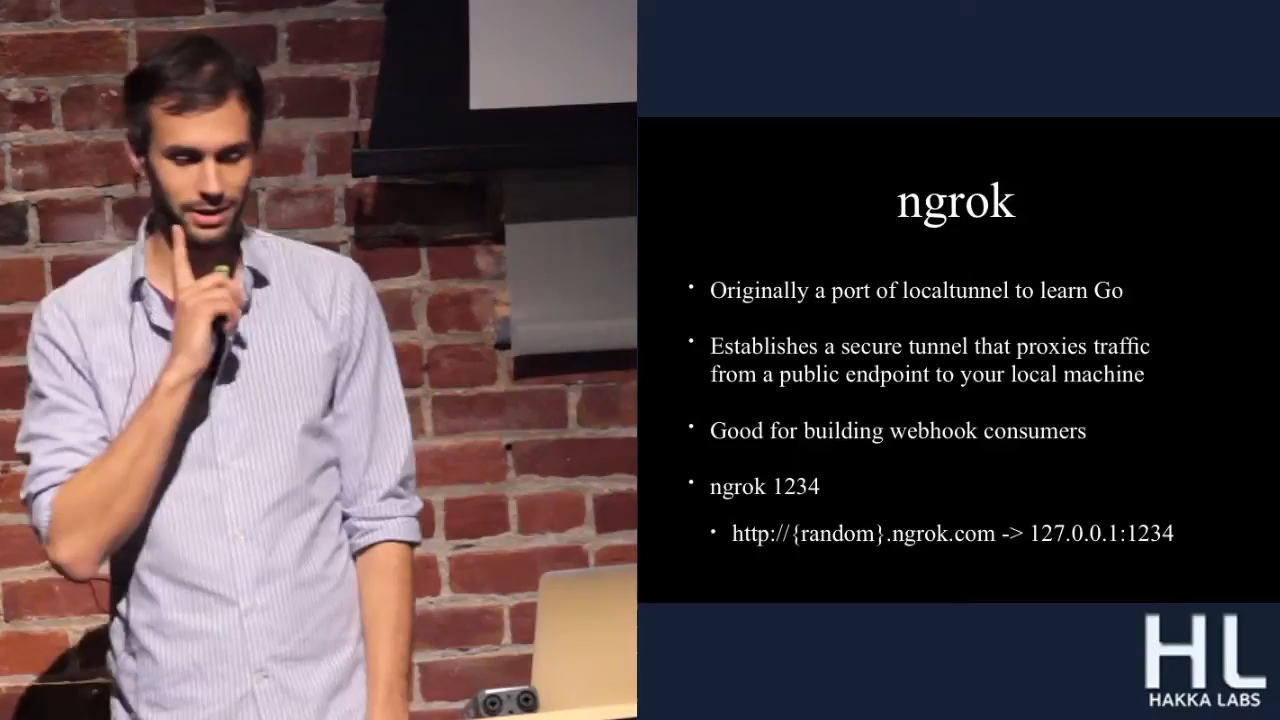 ngrok
• Originally a port of localtunnel to learn Go
• Establishes a secure tunnel that proxies traffic
from a public endpoint to your local machine
• Good for building webhook consumers
• ngrok 1234
• http://{random}.ngrok.com -> 127.0.0.1:1234
HL
HAKKA LABS